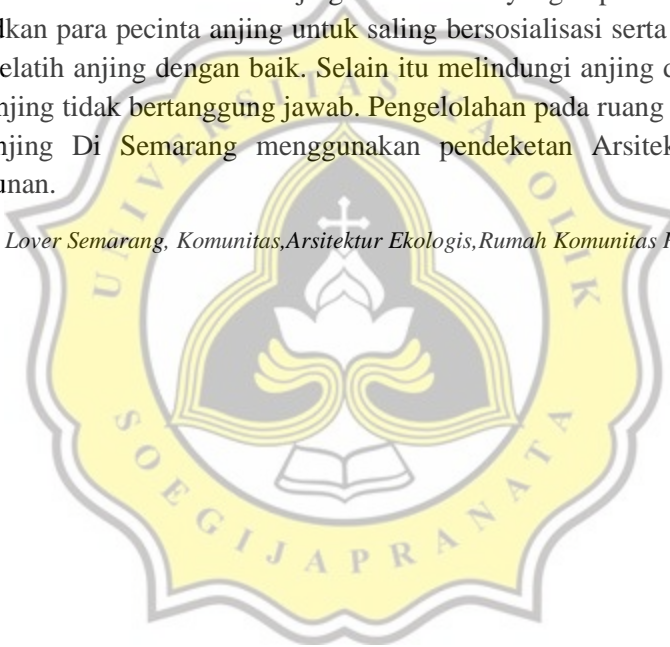 dkan para pecinta anjing untuk saling bersosialisasi serta
elatih anjing dengan baik. Selain itu melindungi anjing d
njing tidak bertanggung jawab. Pengelolahan pada ruang
njing Di Semarang menggunakan pendeketan Arsitek
unan.
Lover Semarang, Komunitas,Arsitektur Ekologis,Rumah Komunitas
UNIVERSITAS KATOLIK
SOEGIJAPRANATA